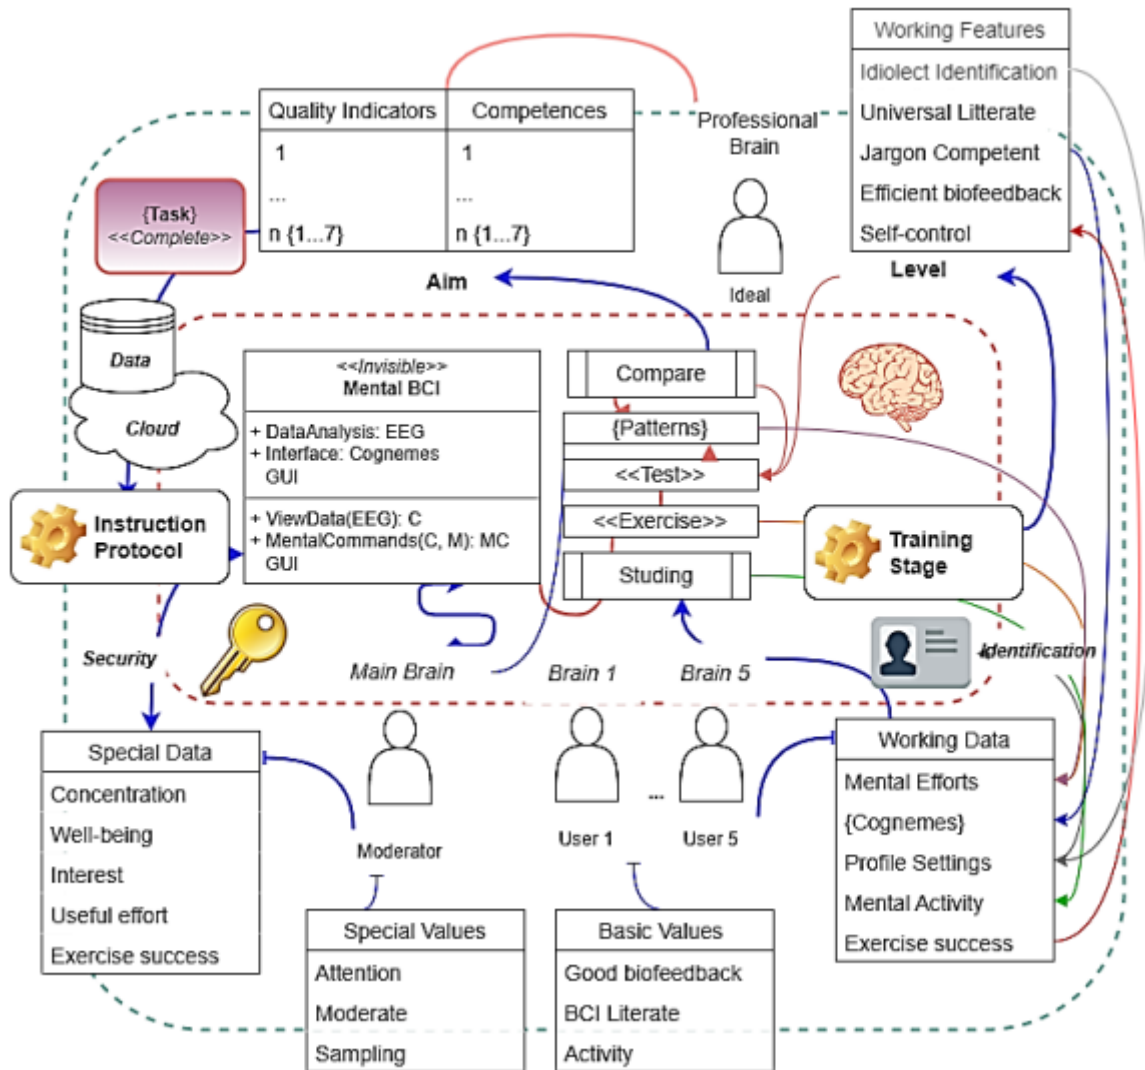 Working Features
Idiolect Identification
Universal Litterate
Jargon Competent
Efficient biofeedback
Self-control
Level
Quality Indicators
Competences
1
1
...
...
n {1...7}
n {1...7}
Aim
Professional
Brain
Ideal
{Task}
<<Complete>>
Data
Cloud
<<Invisible>>
Mental BCI
+ DataAnalysis: EEG
+ Interface: Cognemes
GUI
+ ViewData(EEG): C
+ MentalCommands(C, M): MC
GUI
Compare
{Patterns}
<<Test>>
<<Exercise>>
Studing
Instruction
Protocol
Training
Stage
Security
Identification
Main Brain
Brain 1
Brain 5
Moderator
User 1
...
User 5
Special Data
Concentration
Well-being
Interest
Useful effort
Exercise success
Special Values
Attention
Moderate
Sampling
Basic Values
Good biofeedback
BCI Literate
Activity
Working Data
Mental Efforts
{Cognemes}
Profile Settings
Mental Activity
Exercise success